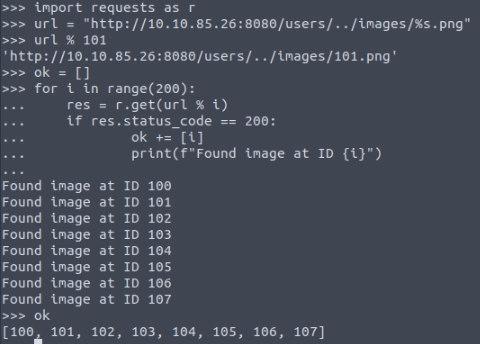 >>> import requests as r
>>> url = "http://10.10.85.26:8080/users/../images/%s.png"
>>> url % 101
'http://10.10.85.26:8080/users/../images/101.png'
>>> ok = []
>>> for i in range(200):
...     res = r.get(url % i)
...     if res.status_code == 200:
...             ok += [i]
...             print(f"Found image at ID {i}")
...
Found image at ID 100
Found image at ID 101
Found image at ID 102
Found image at ID 103
Found image at ID 104
Found image at ID 105
Found image at ID 106
Found image at ID 107
>>> ok
[100, 101, 102, 103, 104, 105, 106, 107]